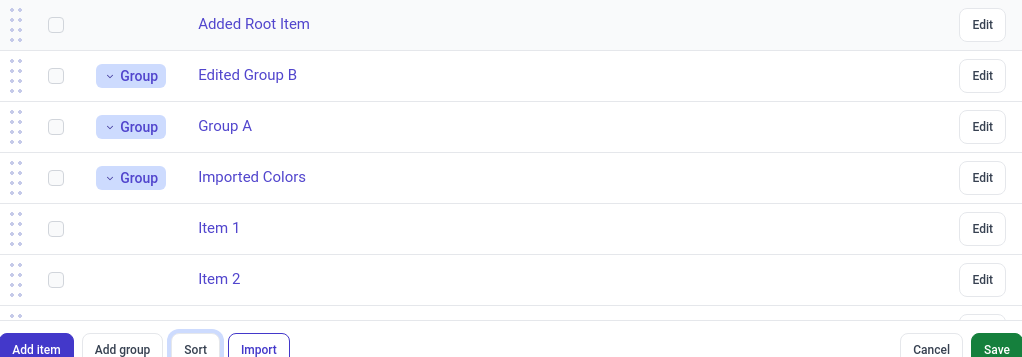 Added Root Item Edit
Group Edited Group B Edit
Group Group A Edit
Group Imported Colors Edit
Item 1 Edit
Item 2 Edit
Add item Add group Sort Import Cancel Save